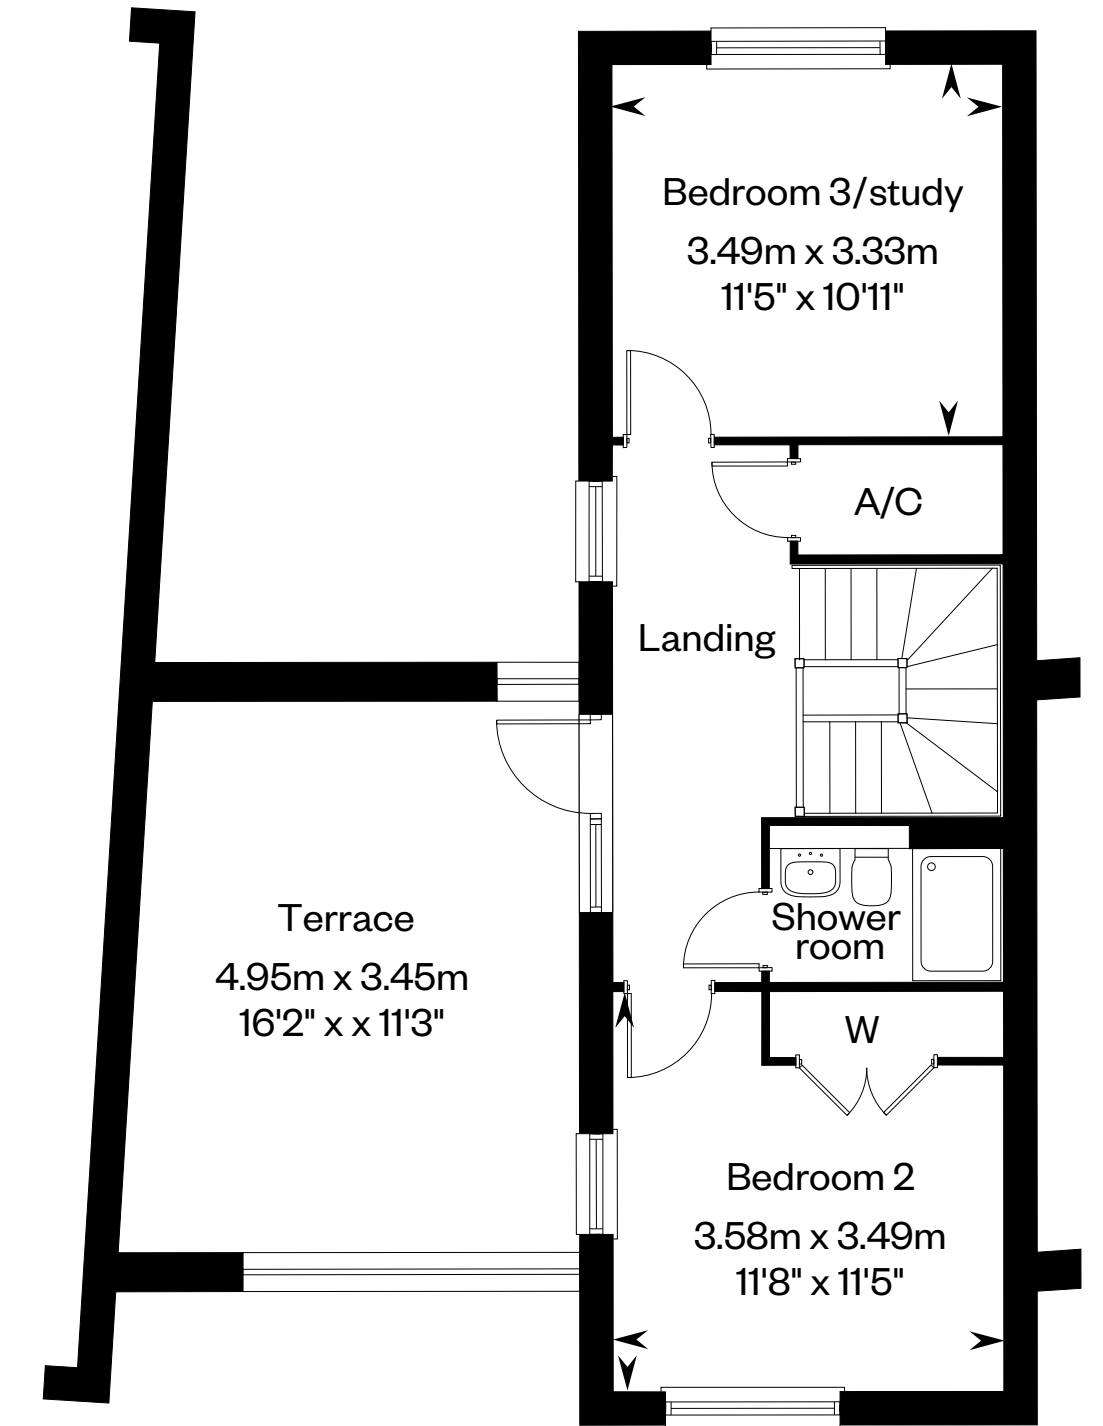 Bedroom 3/study
3.49m x 3.33m
11'5" x 10'11"
A/C
Landing
Terrace
4.95m x 3.45m
16'2" x x 11'3"
Shower
room
W
Bedroom 2
3.58m x 3.49m
11'8" x 11'5"